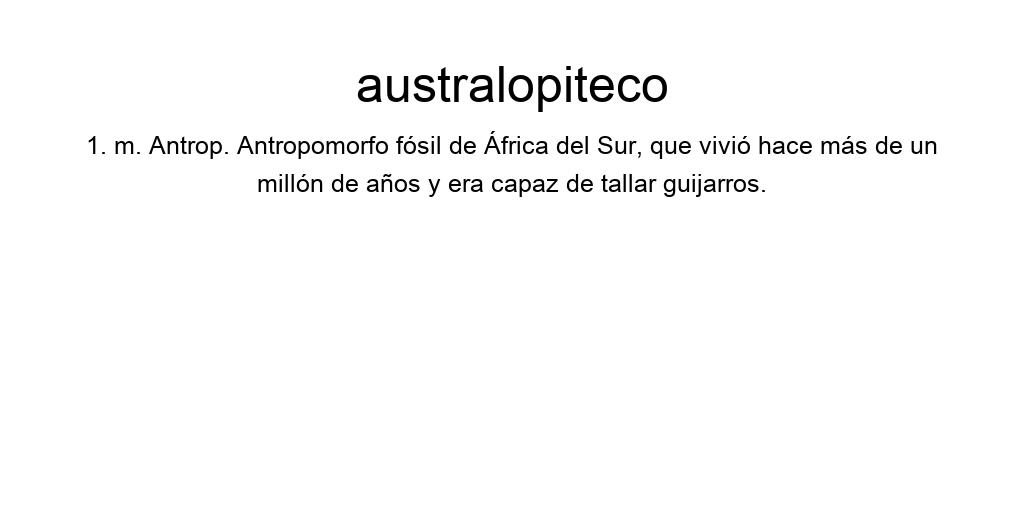 australopiteco
1. m. Antrop. Antropomorfo fósil de África del Sur, que vivió hace más de un
millón de años y era capaz de tallar guijarros.